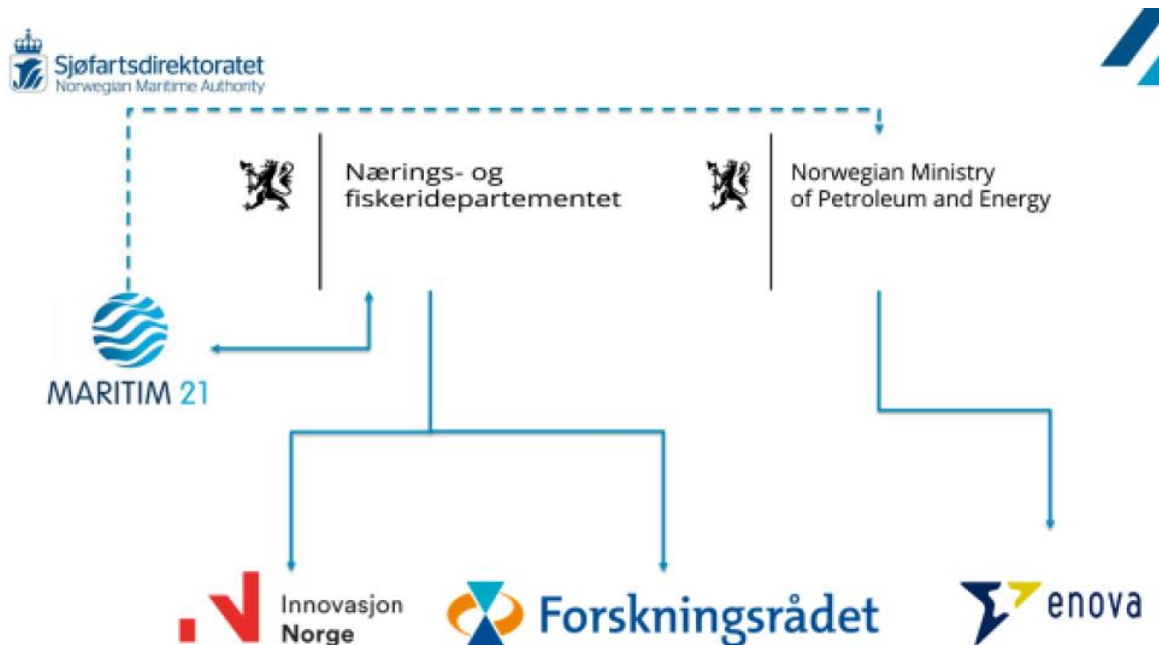 Sjøfartsdirektoratet
Norwegian Maritime Authority
Nærings- og
fiskeridepartementet
Norwegian Ministry
of Petroleum and Energy
MARITIM 21
Innovasjon
Norge
Forskningsrådet
enova